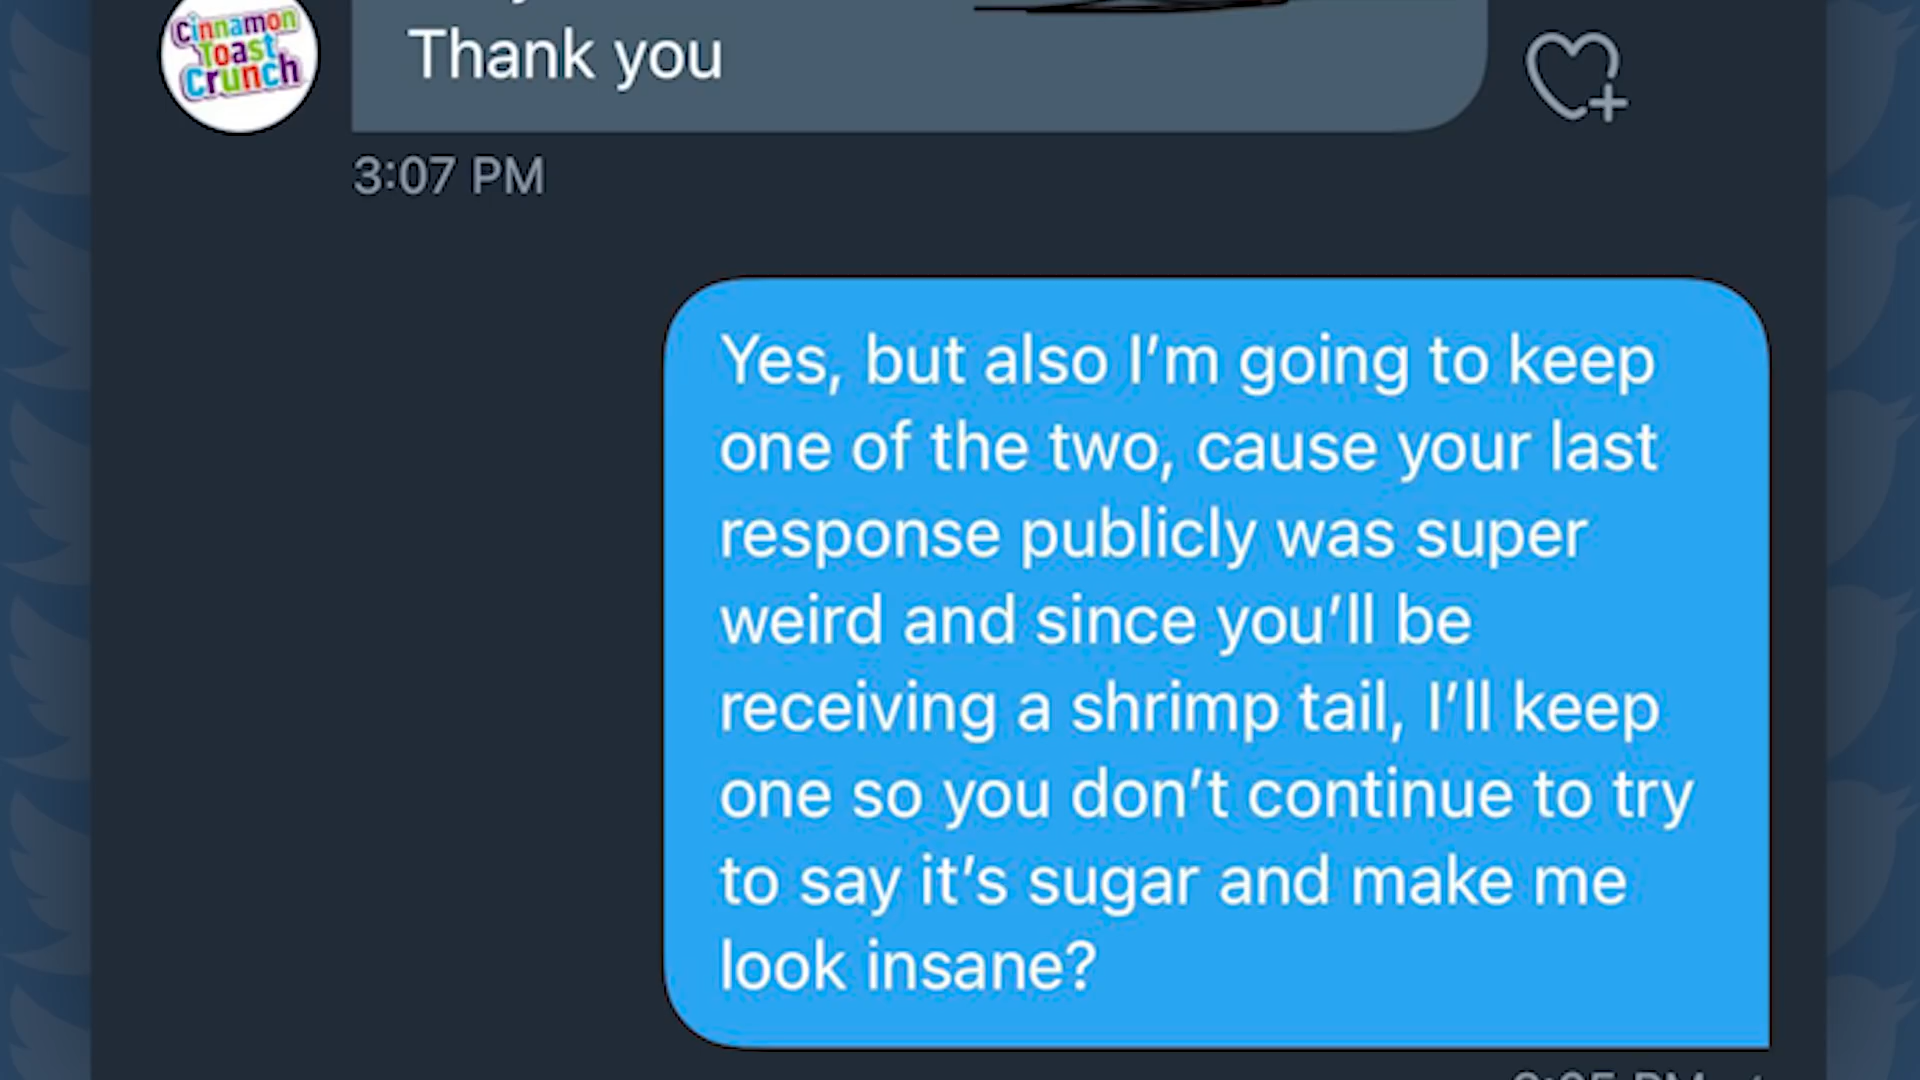 Cinnamon
Toast
Crunch
Thank you
3:07 PM
Yes, but also I’m going to keep
one of the two, cause your last
response publicly was super
weird and since you’ll be
receiving a shrimp tail, I’ll keep
one so you don’t continue to try
to say it’s sugar and make me
look insane?